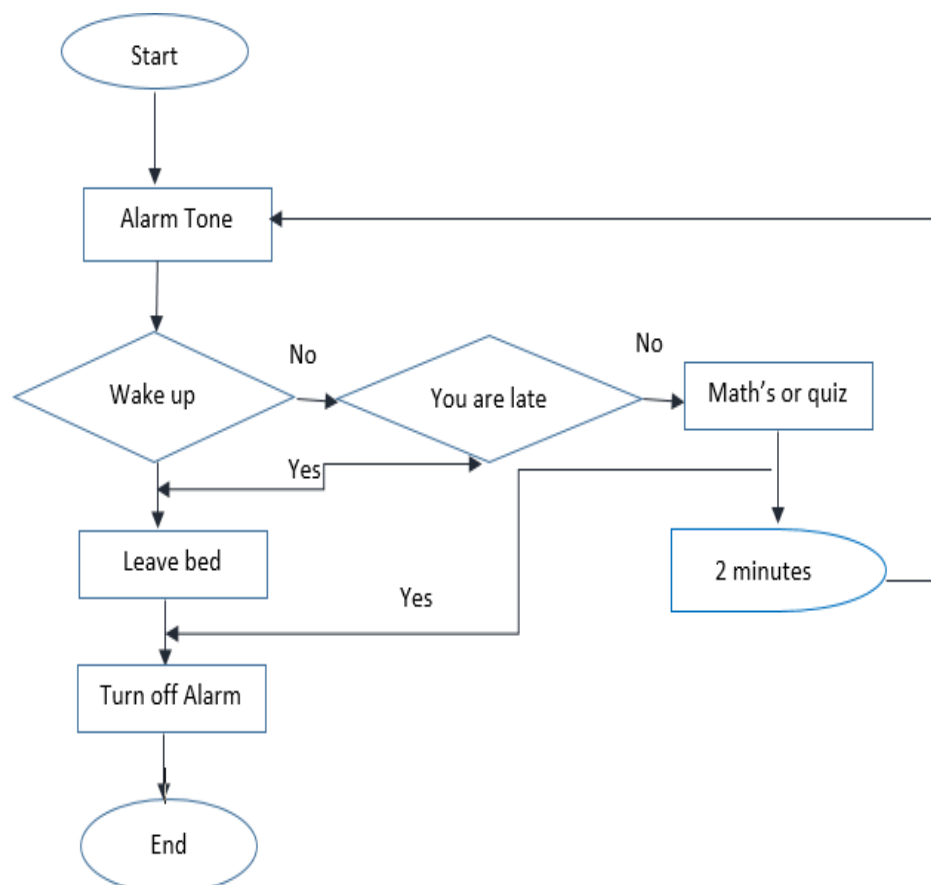 Start
Alarm Tone
No
No
Wake up
You are late
Math's or quiz
Yes
Leave bed
2 minutes
Yes
Turn off Alarm
End